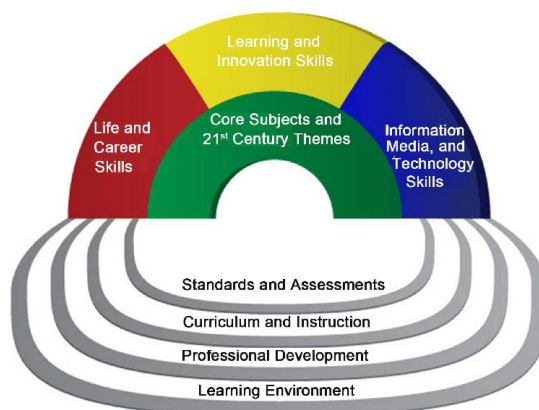 Learning and
Innovation Skills
Life and
Career
Skills
Core Subjects and
21st Century Themes
Information
Media, and
Technology
Skills
Standards and Assessments
Curriculum and Instruction
Professional Development
Learning Environment